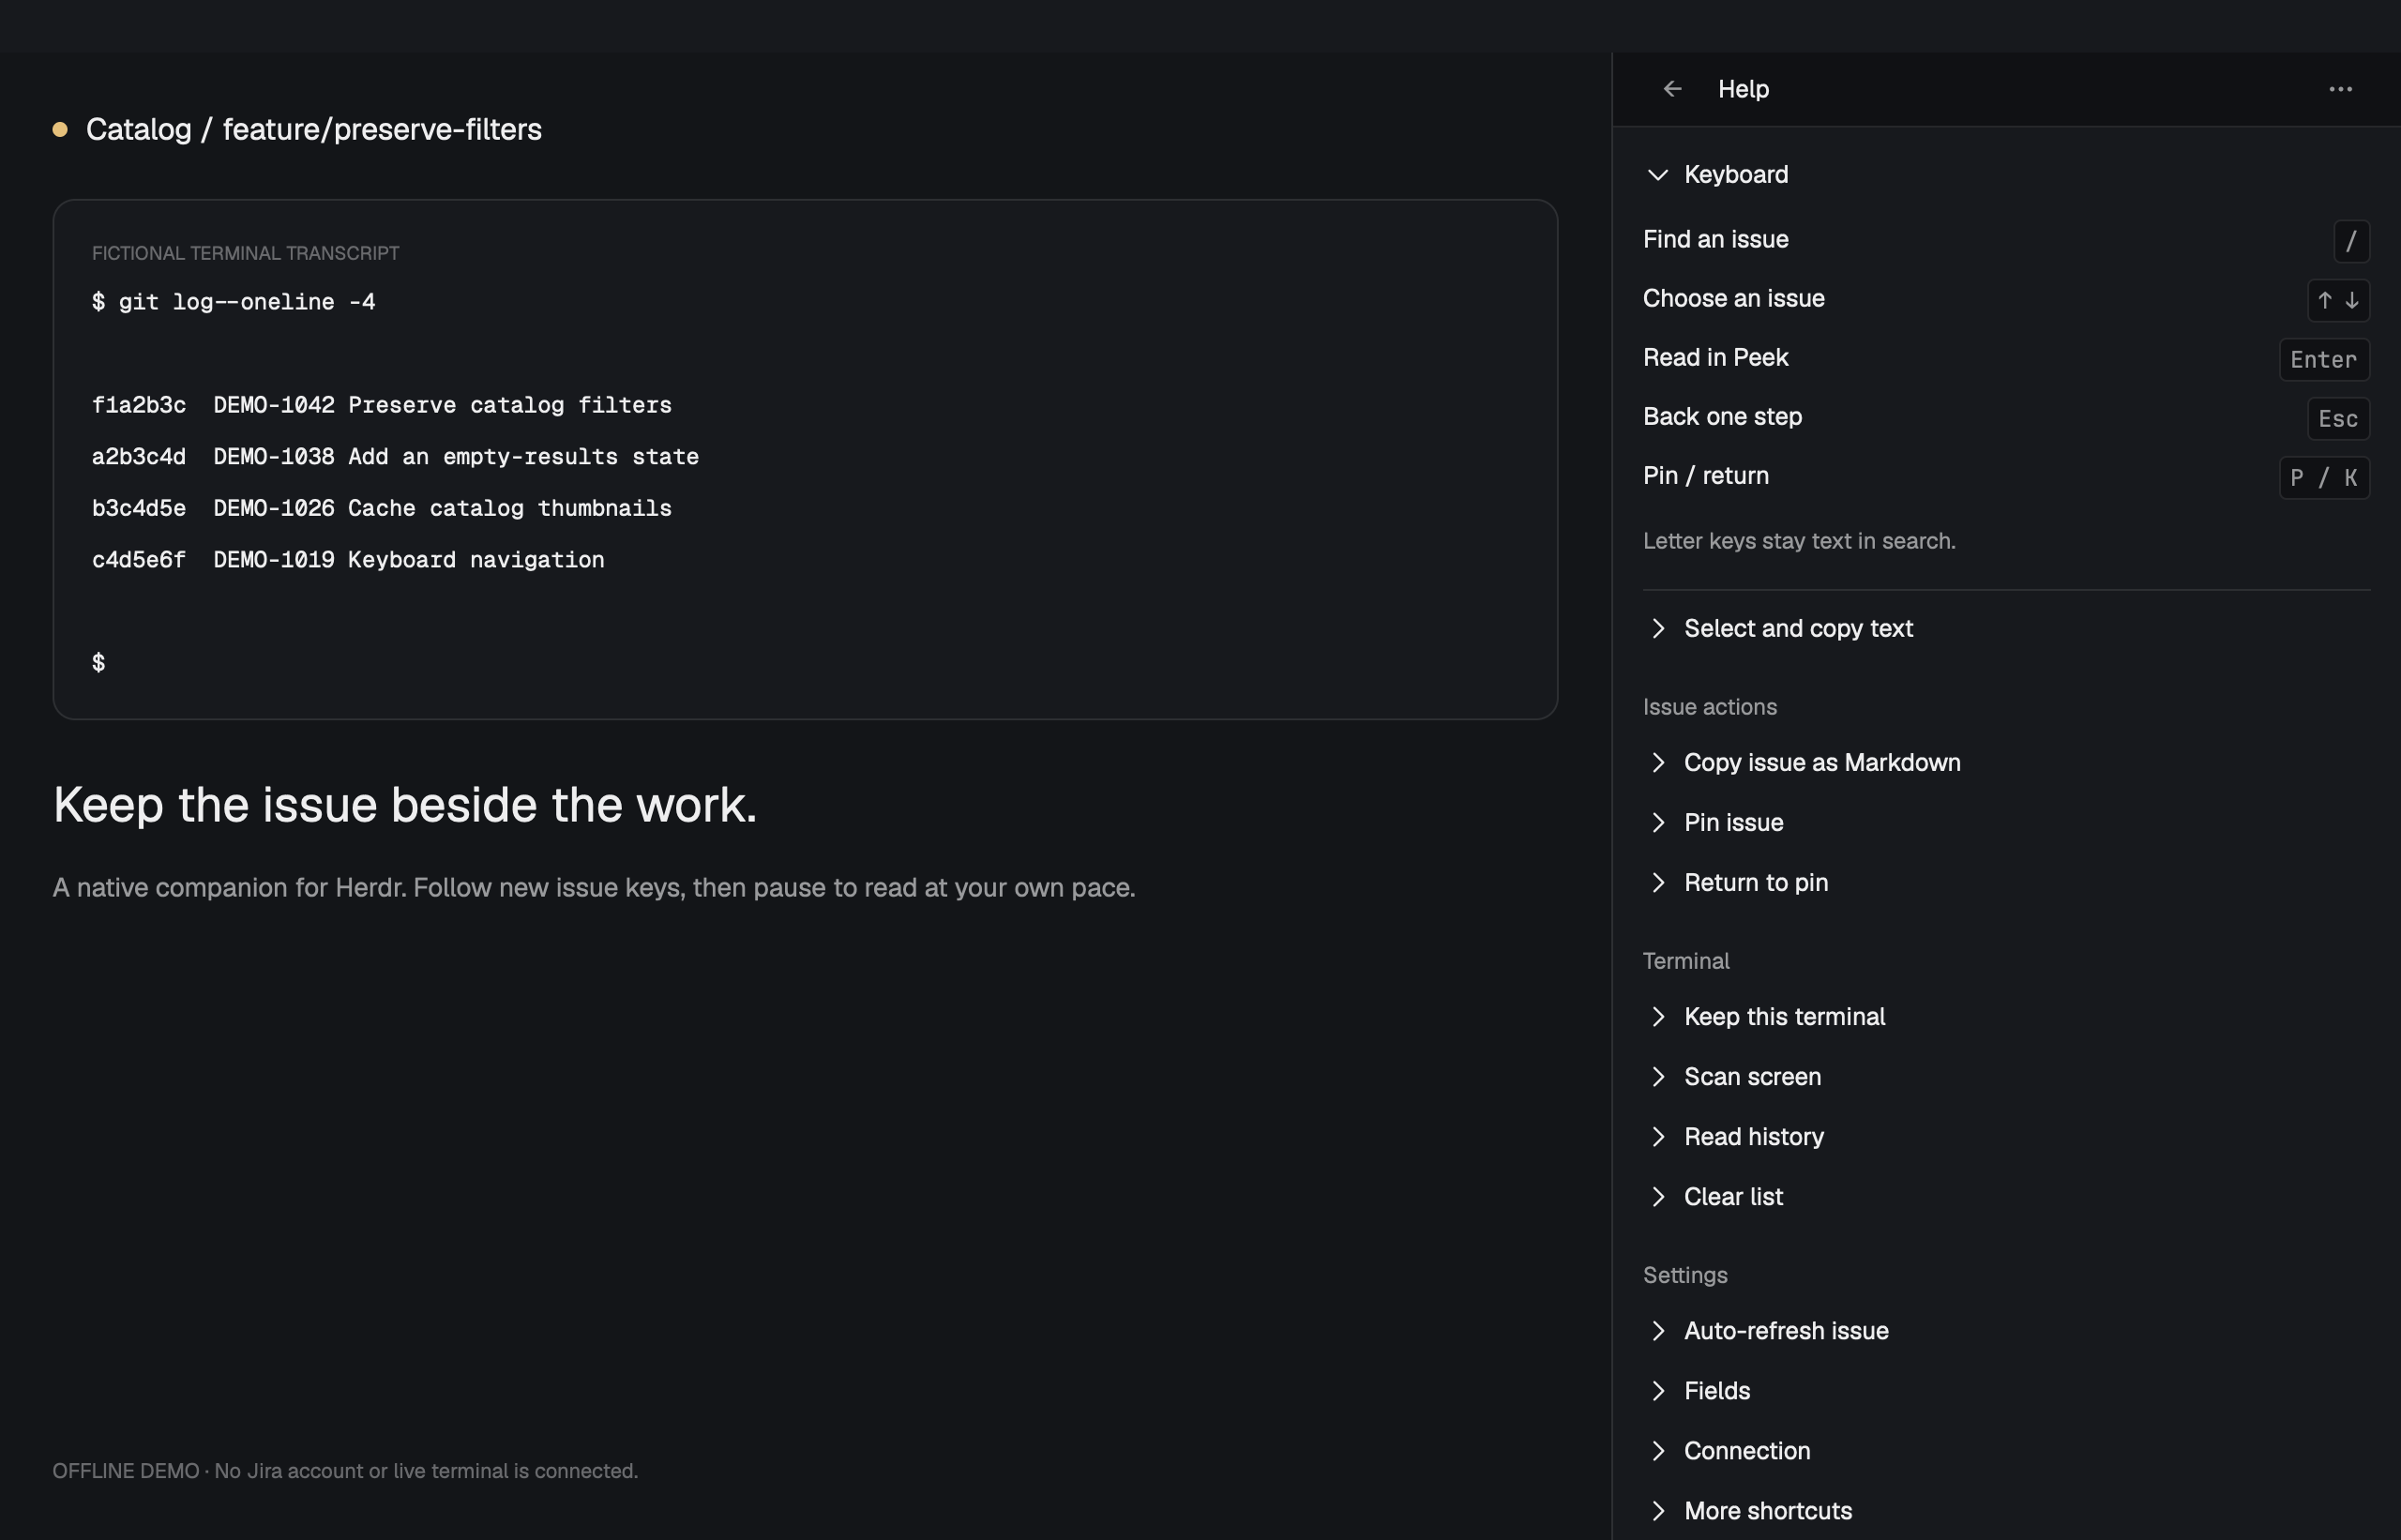 Catalog / feature/preserve-filters
FICTIONAL TERMINAL TRANSCRIPT
$ git log--oneline -4
f1a2b3c  DEMO-1042 Preserve catalog filters
a2b3c4d  DEMO-1038 Add an empty-results state
b3c4d5e  DEMO-1026 Cache catalog thumbnails
c4d5e6f  DEMO-1019 Keyboard navigation
$
Keep the issue beside the work.
A native companion for Herdr. Follow new issue keys, then pause to read at your own pace.
OFFLINE DEMO · No Jira account or live terminal is connected.
← Help ···
Keyboard
Find an issue /
Choose an issue ↑ ↓
Read in Peek Enter
Back one step Esc
Pin / return P / K
Letter keys stay text in search.
Select and copy text
Issue actions
Copy issue as Markdown
Pin issue
Return to pin
Terminal
Keep this terminal
Scan screen
Read history
Clear list
Settings
Auto-refresh issue
Fields
Connection
More shortcuts